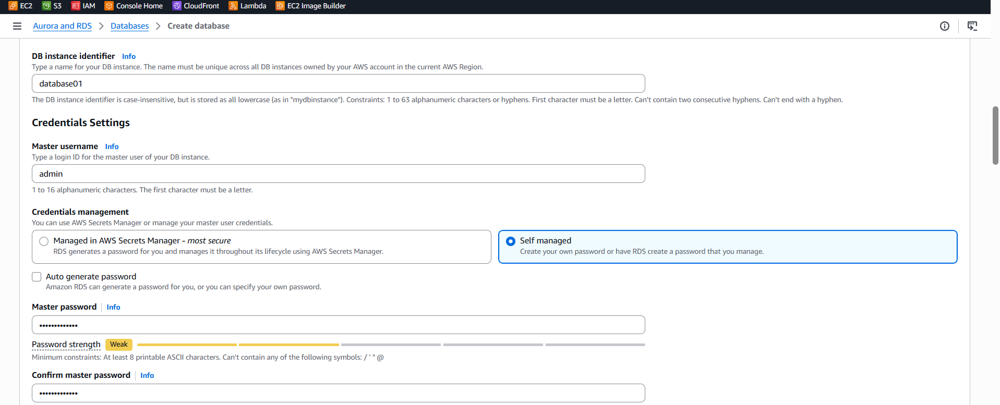 EC2 S3 IAM Console Home CloudFront Lambda EC2 Image Builder
Aurora and RDS > Databases > Create database
DB instance identifier Info
Type a name for your DB instance. The name must be unique across all DB instances owned by your AWS account in the current AWS Region.
database01
The DB instance identifier is case-insensitive, but is stored as all lowercase (as in "mydbinstance"). Constraints: 1 to 63 alphanumeric characters or hyphens. First character must be a letter. Can't contain two consecutive hyphens. Can't end with a hyphen.
Credentials Settings
Master username Info
Type a login ID for the master user of your DB instance.
admin
1 to 16 alphanumeric characters. The first character must be a letter.
Credentials management
You can use AWS Secrets Manager or manage your master user credentials.
Managed in AWS Secrets Manager - most secure
RDS generates a password for you and manages it throughout its lifecycle using AWS Secrets Manager.
Self managed
Create your own password or have RDS create a password that you manage.
Auto generate password
Amazon RDS can generate a password for you, or you can specify your own password.
Master password Info
•••••••••••••
Password strength Weak
Minimum constraints: At least 8 printable ASCII characters. Can't contain any of the following symbols: / ' " @
Confirm master password Info
•••••••••••••